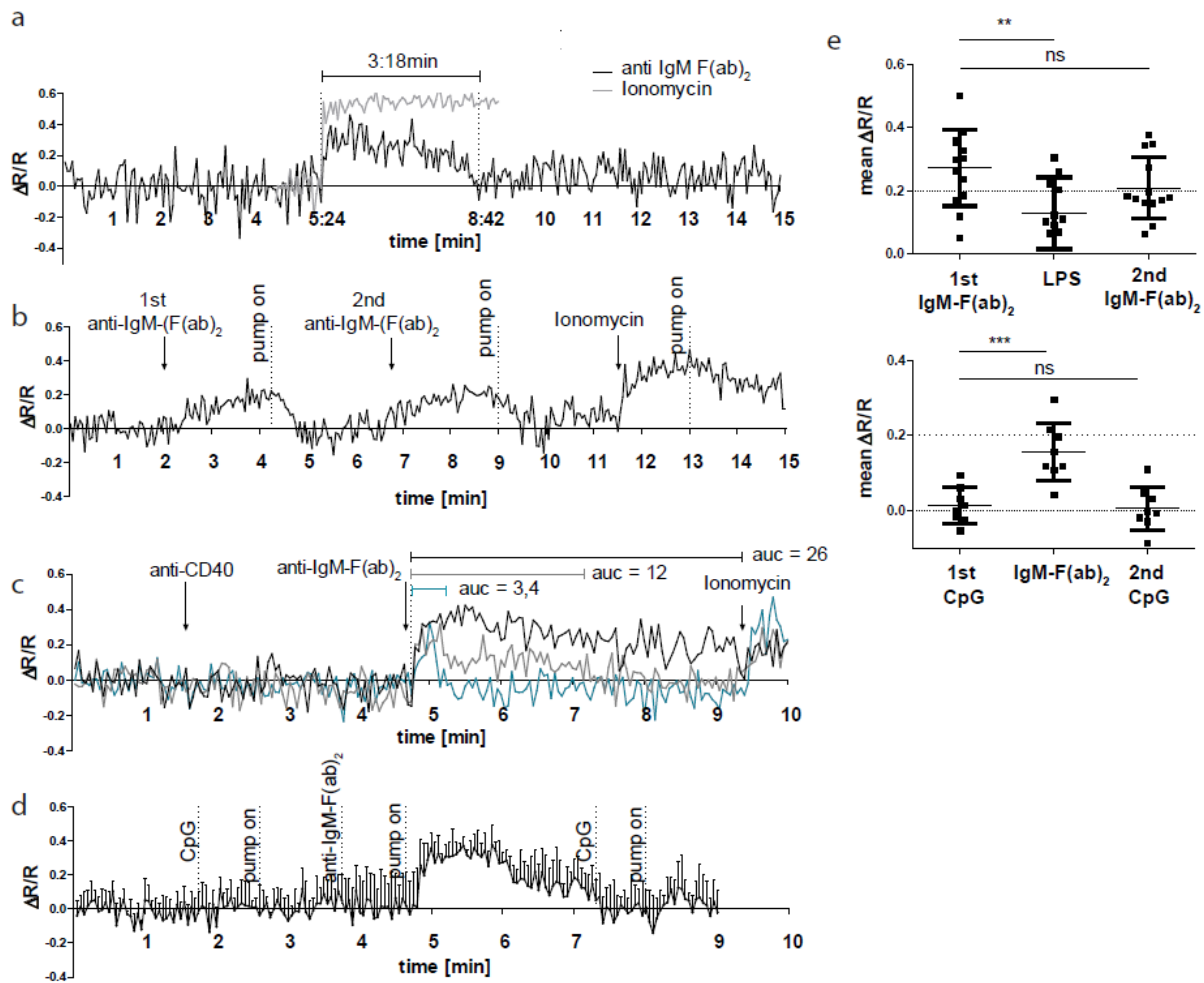 a
3:18min
anti IgM F(ab)2
Ionomycin
ΔR/R
0.6
0.4
0.2
0.0
-0.2
-0.4
1 2 3 4 5:24 8:42 10 11 12 13 14 15
time [min]
b
1st
anti-IgM-(F(ab)2
pump on
2nd
anti-IgM-(F(ab)2
pump on
Ionomycin
pump on
ΔR/R
0.6
0.4
0.2
0.0
-0.2
-0.4
1 2 3 4 5 6 7 8 9 10 11 12 13 14 15
time [min]
c
anti-CD40
anti-IgM-F(ab)2
auc = 26
auc = 12
auc = 3,4
Ionomycin
ΔR/R
0.6
0.4
0.2
0.0
-0.2
-0.4
1 2 3 4 5 6 7 8 9 10
time [min]
d
CpG
pump on
anti-IgM-F(ab)2
pump on
CpG
pump on
ΔR/R
0.6
0.4
0.2
0.0
-0.2
-0.4
1 2 3 4 5 6 7 9 10
time [min]
e
**
ns
mean ΔR/R
0.6
0.4
0.2
0.0
1st
IgM-F(ab)2
LPS
2nd
IgM-F(ab)2
***
ns
mean ΔR/R
0.4
0.2
0.0
1st
CpG
IgM-F(ab)2
2nd
CpG